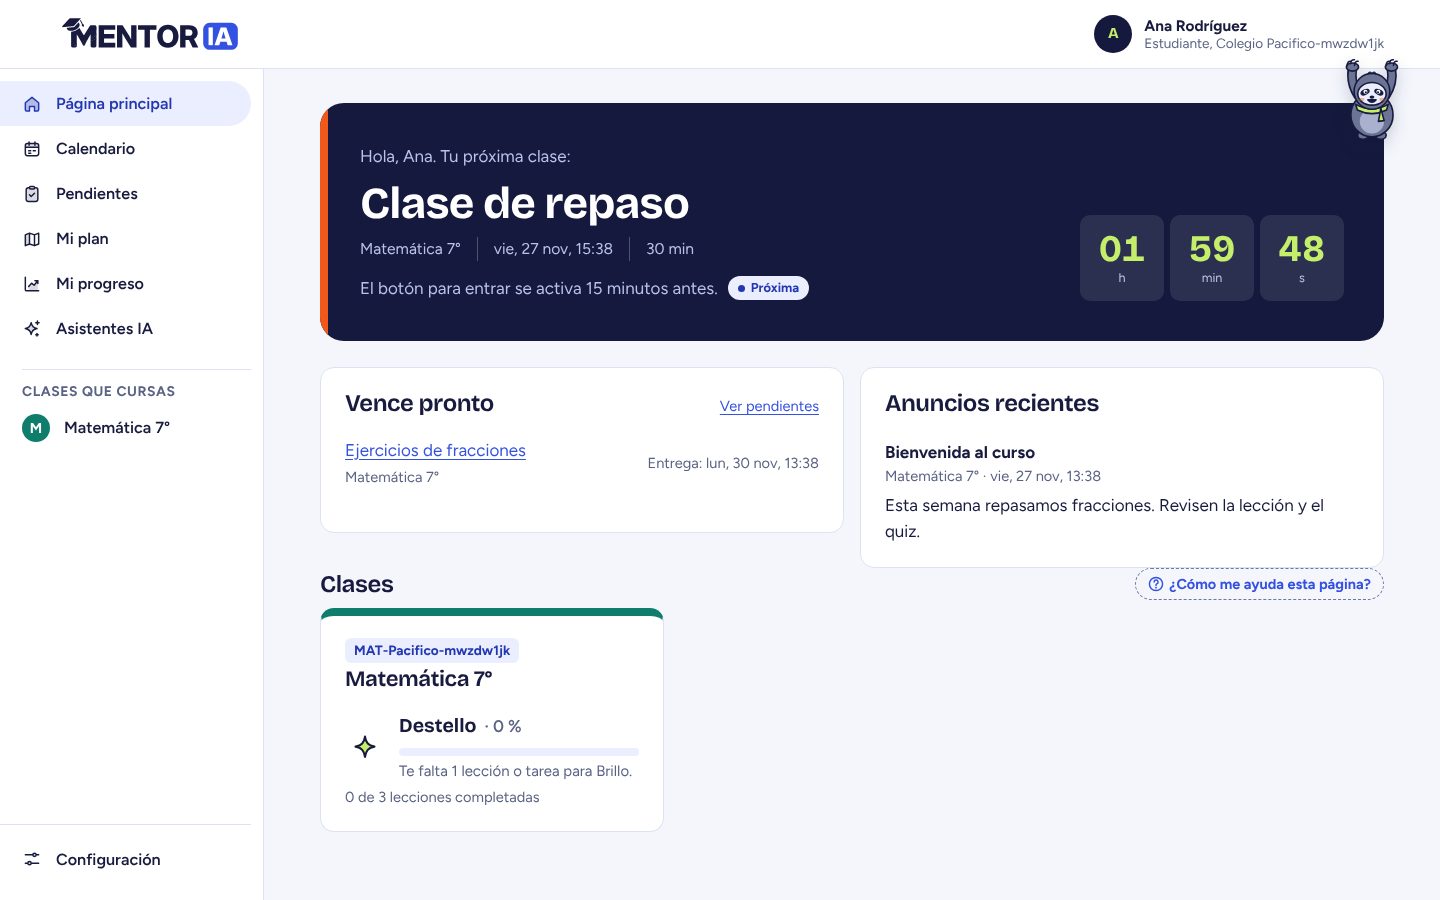 MENTOR IA
Ana Rodríguez
Estudiante, Colegio Pacifico-mwzdw1jk
A
Página principal
Calendario
Pendientes
Mi plan
Mi progreso
Asistentes IA
CLASES QUE CURSAS
M Matemática 7°
Configuración
Hola, Ana. Tu próxima clase:
Clase de repaso
Matemática 7° vie, 27 nov, 15:38 30 min
El botón para entrar se activa 15 minutos antes. Próxima
01 59 48
h min s
Vence pronto
Ver pendientes
Ejercicios de fracciones
Matemática 7°
Entrega: lun, 30 nov, 13:38
Anuncios recientes
Bienvenida al curso
Matemática 7° · vie, 27 nov, 13:38
Esta semana repasamos fracciones. Revisen la lección y el
quiz.
Clases
¿Cómo me ayuda esta página?
MAT-Pacifico-mwzdw1jk
Matemática 7°
Destello · 0 %
Te falta 1 lección o tarea para Brillo.
0 de 3 lecciones completadas